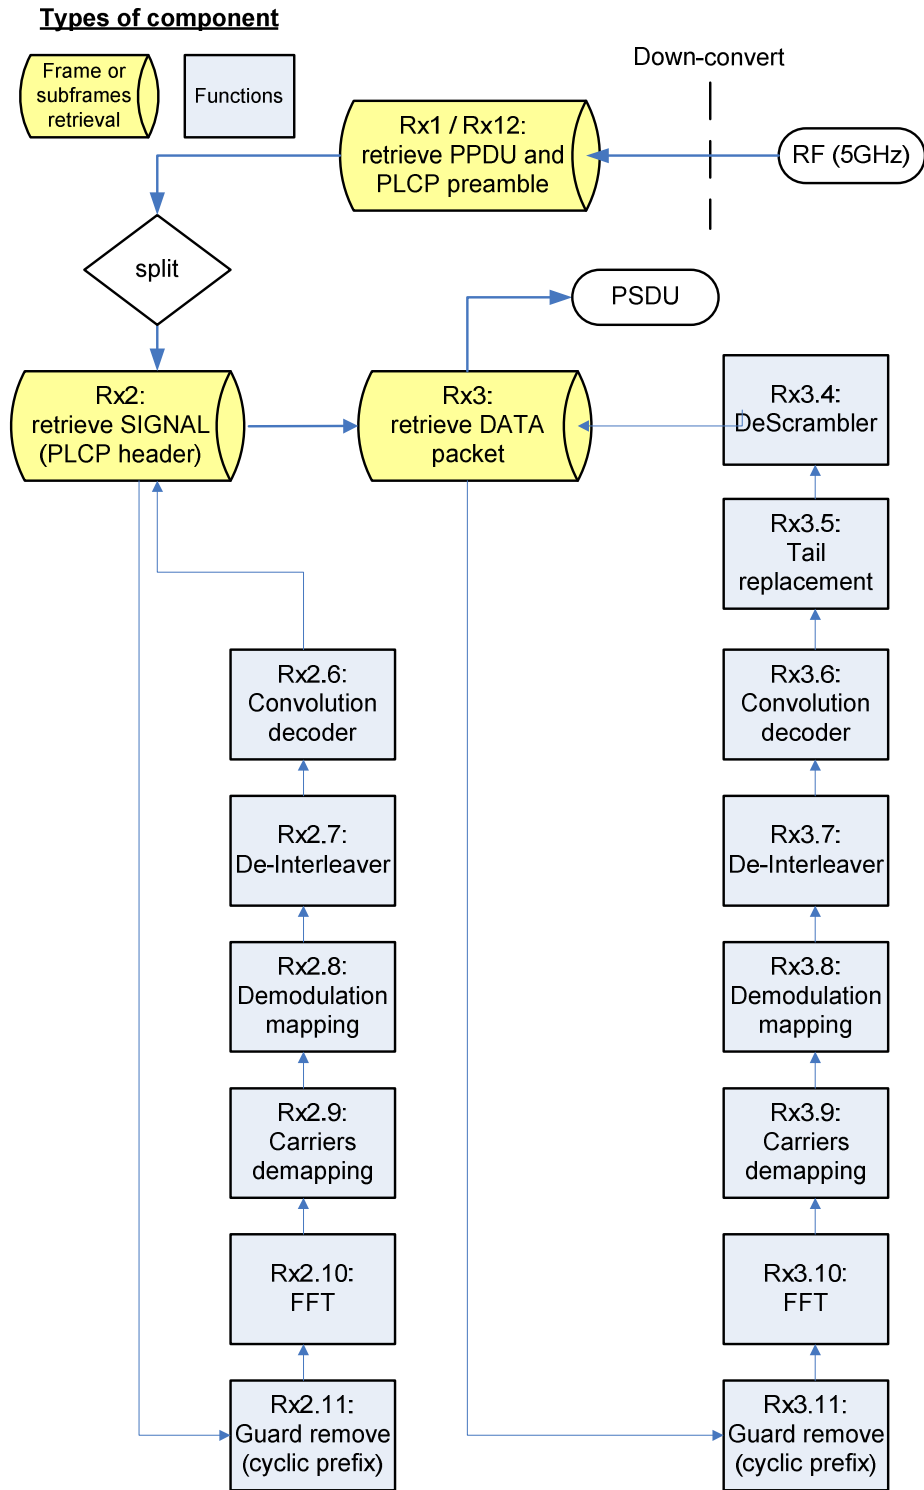 Types of component
Frame or
subframes
retrieval
Functions
Down-convert
Rx1 / Rx12:
retrieve PPDU and
PLCP preamble
RF (5GHz)
split
PSDU
Rx2:
retrieve SIGNAL
(PLCP header)
Rx3:
retrieve DATA
packet
Rx3.4:
DeScrambler
Rx3.5:
Tail
replacement
Rx2.6:
Convolution
decoder
Rx3.6:
Convolution
decoder
Rx2.7:
De-Interleaver
Rx3.7:
De-Interleaver
Rx2.8:
Demodulation
mapping
Rx3.8:
Demodulation
mapping
Rx2.9:
Carriers
demapping
Rx3.9:
Carriers
demapping
Rx2.10:
FFT
Rx3.10:
FFT
Rx2.11:
Guard remove
(cyclic prefix)
Rx3.11:
Guard remove
(cyclic prefix)